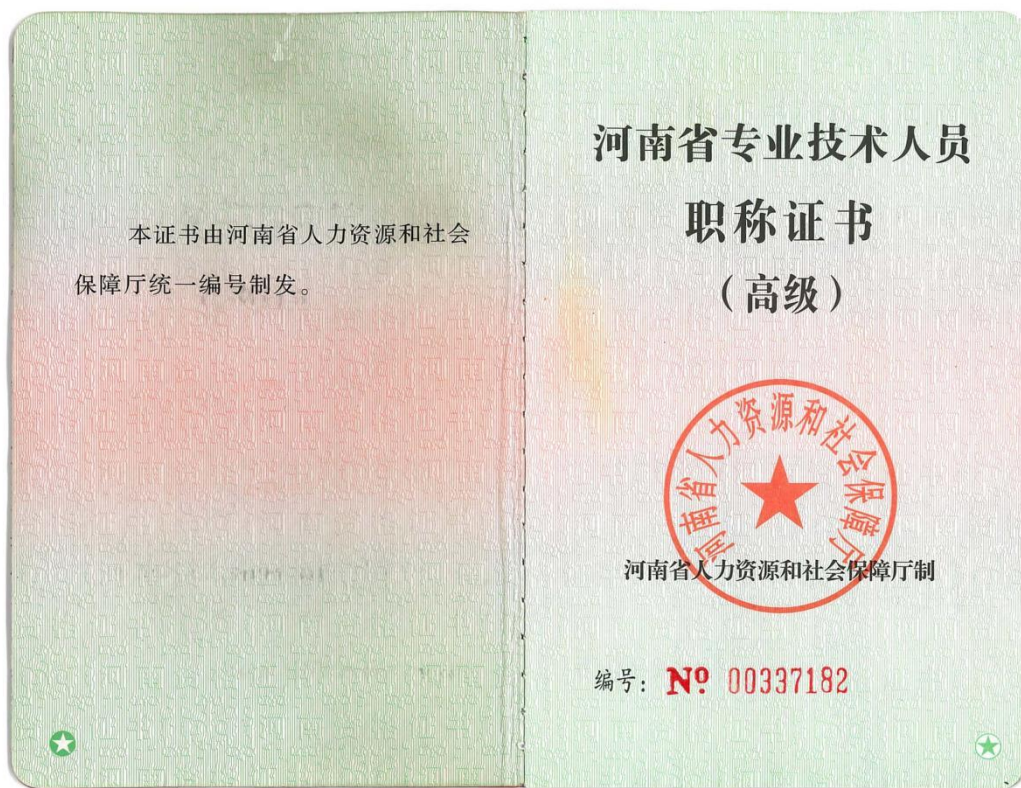 本证书由河南省人力资源和社会
保障厅统一编号制发。
河南省专业技术人员
职称证书
（高级）
河南省人力资源和社会保障厅
河南省人力资源和社会保障厅制
编号: Nº 00337182